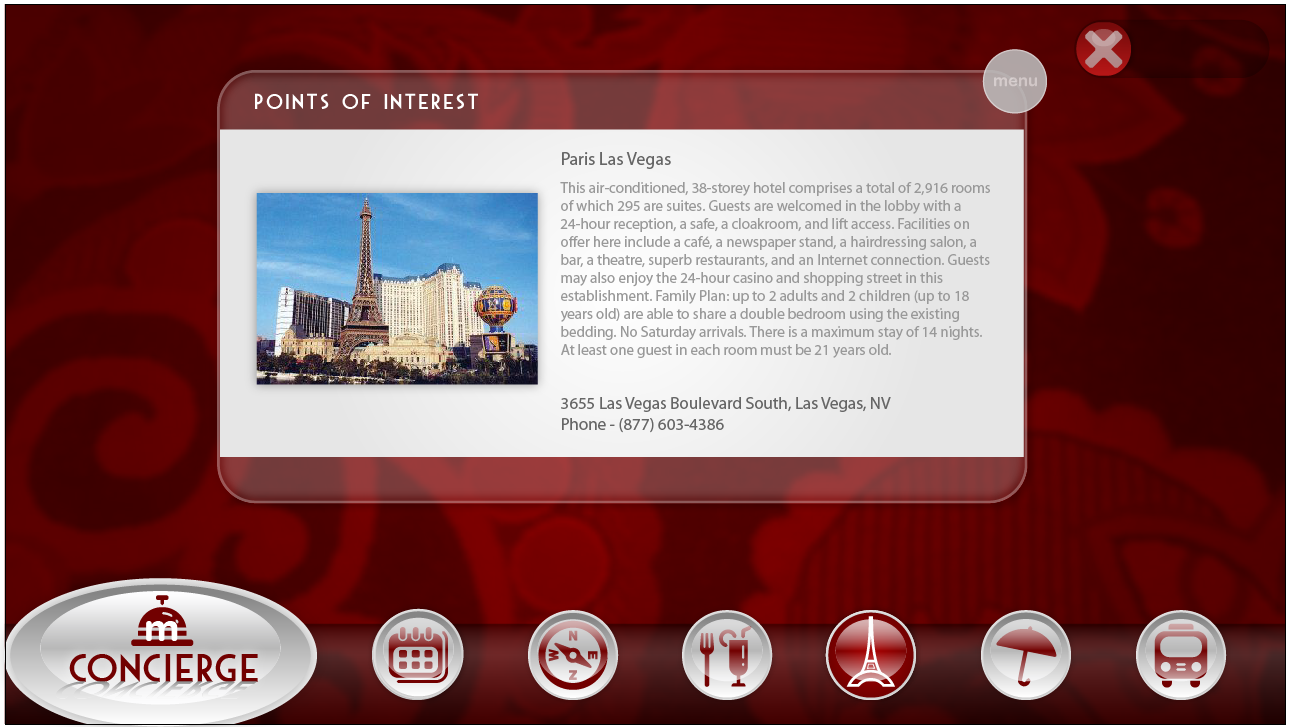 menu
POINTS OF INTEREST
Paris Las Vegas
This air-conditioned, 38-storey hotel comprises a total of 2,916 rooms
of which 295 are suites. Guests are welcomed in the lobby with a
24-hour reception, a safe, a cloakroom, and lift access. Facilities on
offer here include a café, a newspaper stand, a hairdressing salon, a
bar, a theatre, superb restaurants, and an Internet connection. Guests
may also enjoy the 24-hour casino and shopping street in this
establishment. Family Plan: up to 2 adults and 2 children (up to 18
years old) are able to share a double bedroom using the existing
bedding. No Saturday arrivals. There is a maximum stay of 14 nights.
At least one guest in each room must be 21 years old.
3655 Las Vegas Boulevard South, Las Vegas, NV
Phone - (877) 603-4386
m
CONCIERGE
N
W E
N